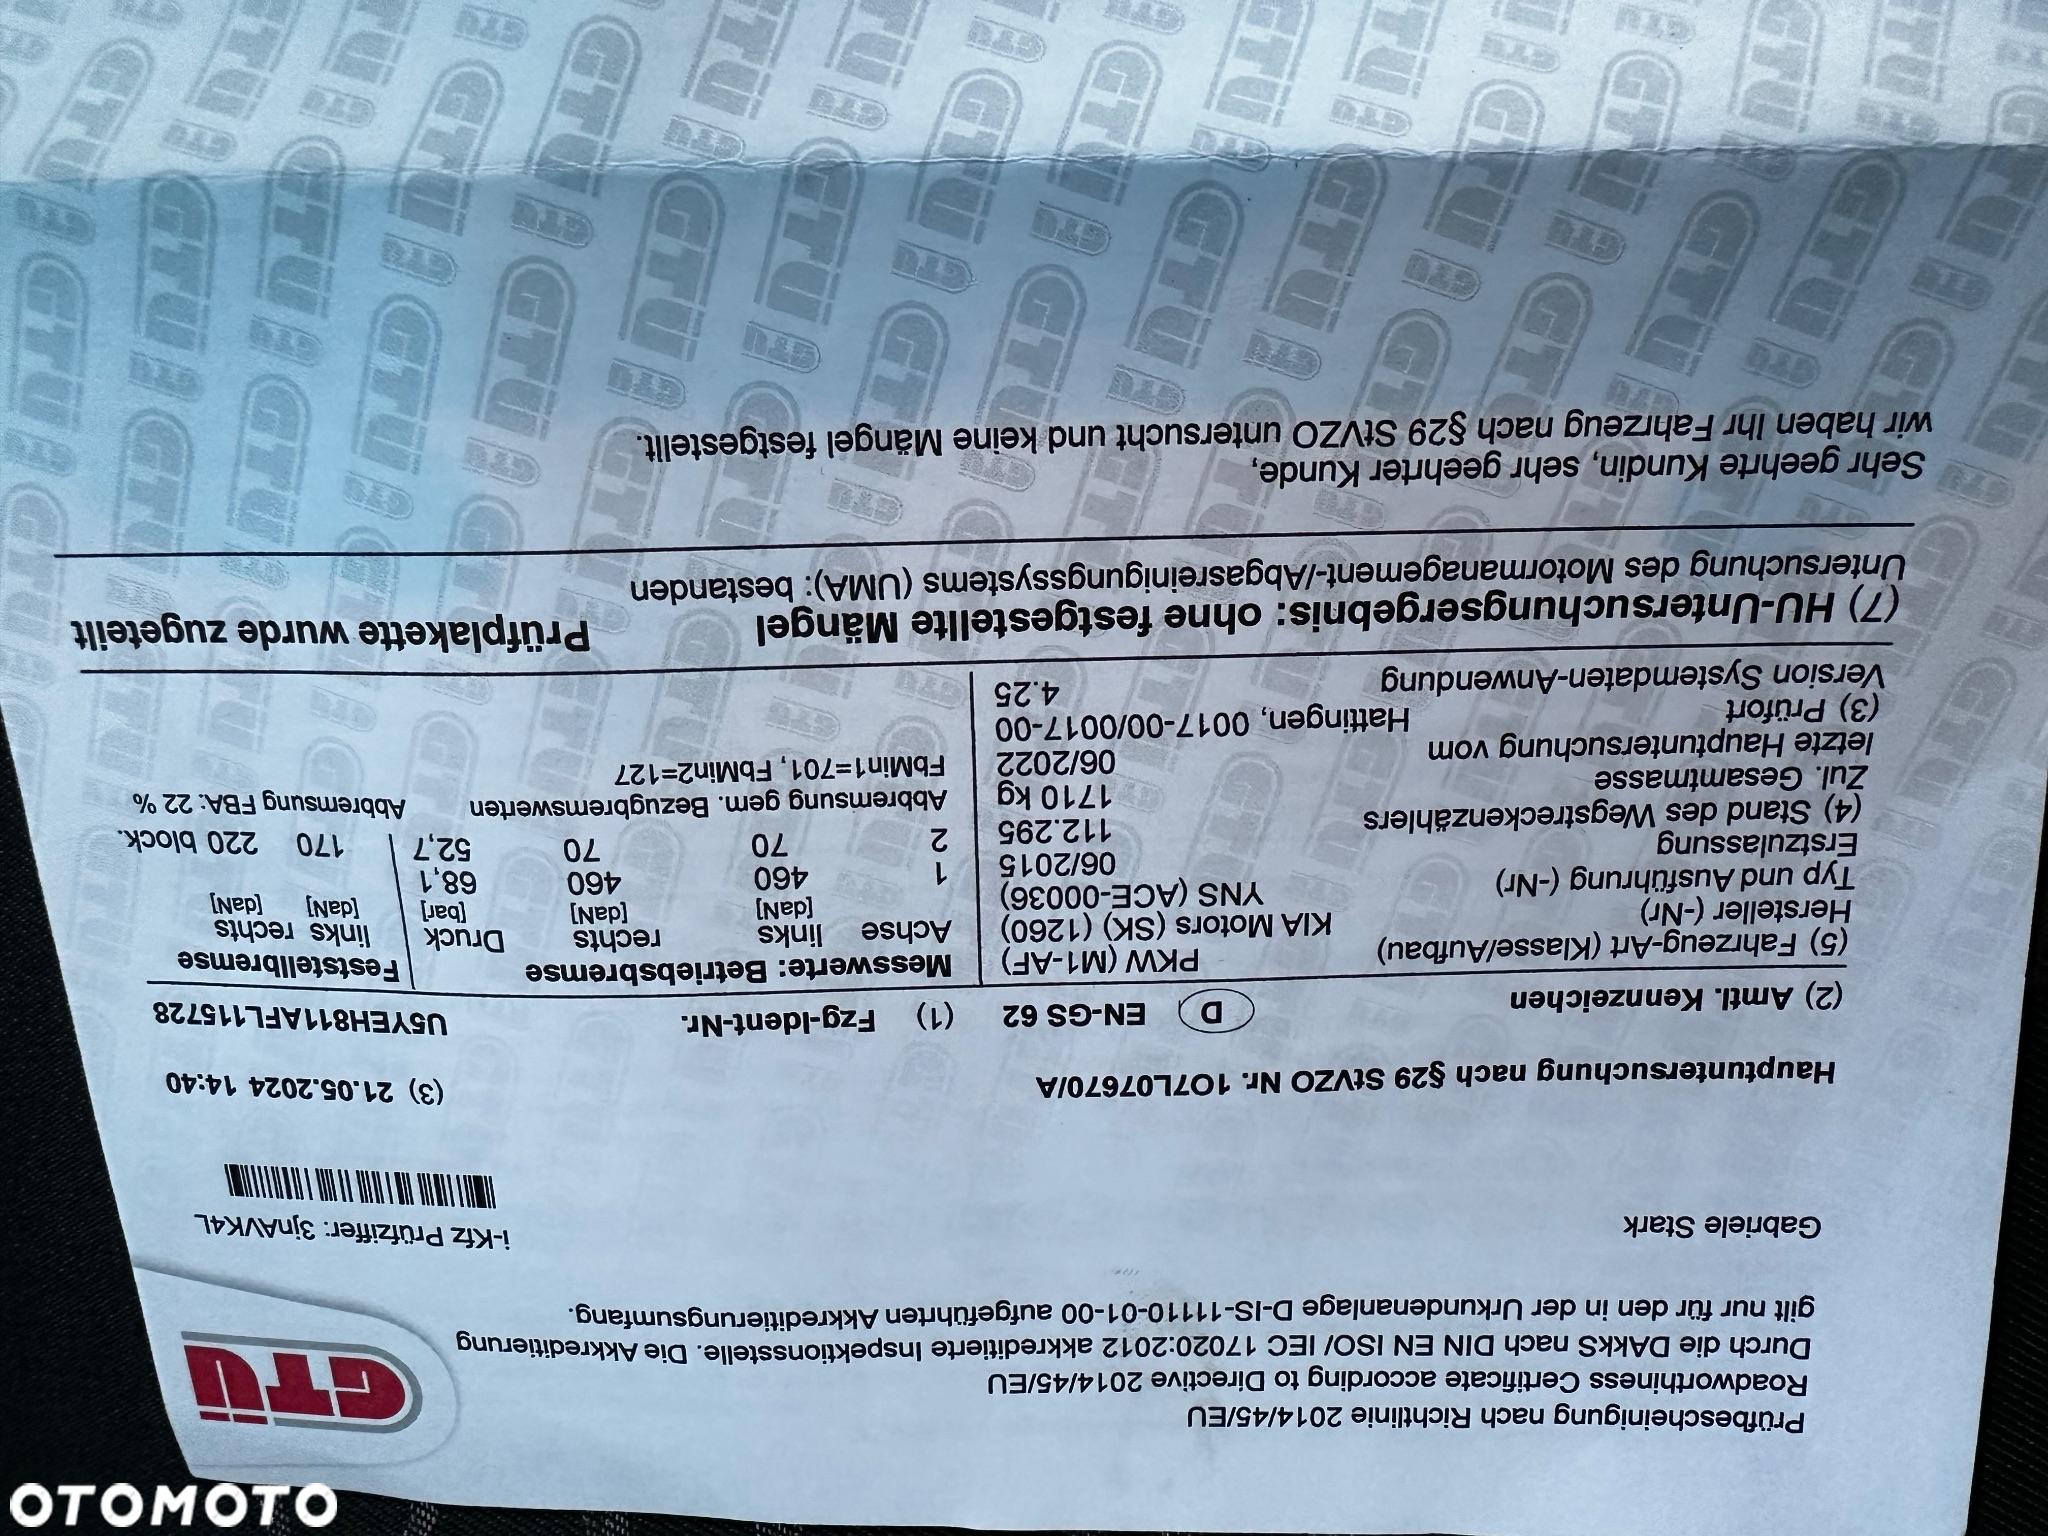 Prüfbescheinigung nach Richtlinie 2014/45/EU
Roadworthiness Certificate according to Directive 2014/45/EU
Durch die DAkkS nach DIN EN ISO/ IEC 17020:2012 akkreditierte Inspektionsstelle. Die Akkreditierung
gilt nur für den in der Urkundenanlage D-IS-11110-01-00 aufgeführten Akkreditierungsumfang.
GTÜ
Gabriele Stark
i-Kfz Prüfziffer: 3jnAVK4L
Hauptuntersuchung nach §29 StVZO Nr. 1O7L07670/A (3) 21.05.2024 14:40
(2) Amtl. Kennzeichen D EN-GS 62 (1) Fzg-Ident-Nr. U5YEH811AFL115728
(5) Fahrzeug-Art (Klasse/Aufbau) PKW (M1-AF)
Hersteller (-Nr) KIA Motors (SK) (1260)
Typ und Ausführung (-Nr) YNS (ACE-00036)
Erstzulassung 06/2015
(4) Stand des Wegstreckenzählers 112.295
Zul. Gesamtmasse 1710 kg
letzte Hauptuntersuchung vom 06/2022
(3) Prüfort Hattingen, 0017-00/0017-00
Version Systemdaten-Anwendung 4.25
Messwerte: Betriebsbremse Feststellbremse
Achse links rechts Druck links rechts
[daN] [daN] [bar] [daN] [daN]
1 460 460 68,1
2 70 70 52,7 170 220 block.
Abbremsung gem. Bezugbremswerten Abbremsung FBA: 22 %
FbMin1=701, FbMin2=127
(7) HU-Untersuchungsergebnis: ohne festgestellte Mängel Prüfplakette wurde zugeteilt
Untersuchung des Motormanagement-/Abgasreinigungssystems (UMA): bestanden
Sehr geehrte Kundin, sehr geehrter Kunde,
wir haben Ihr Fahrzeug nach §29 StVZO untersucht und keine Mängel festgestellt.
OTOMOTO